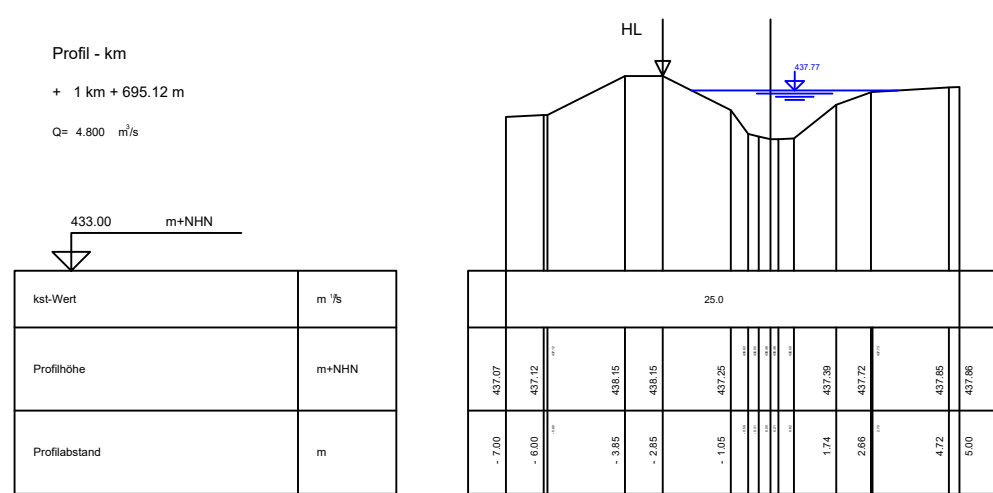 HL
Profil - km
437.77
+ 1 km + 695.12 m
Q= 4.800 m³/s
433.00 m+NHN
kst-Wert m ¹/³/s 25.0
Profilhöhe m+NHN 437.07 437.12 438.15 438.15 437.25 437.39 437.72 437.85 437.86
Profilabstand m - 7.00 - 6.00 - 3.85 - 2.85 - 1.05 1.74 2.66 4.72 5.00